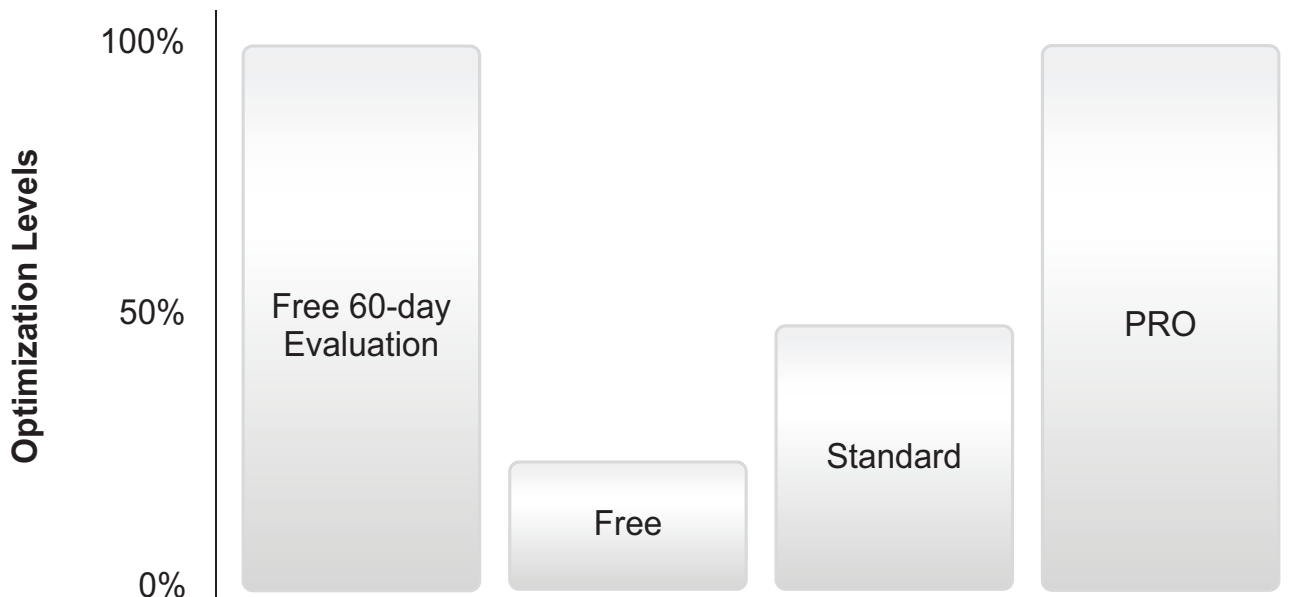 100%
50%
0%
Optimization Levels
Free 60-day
Evaluation
Free
Standard
PRO